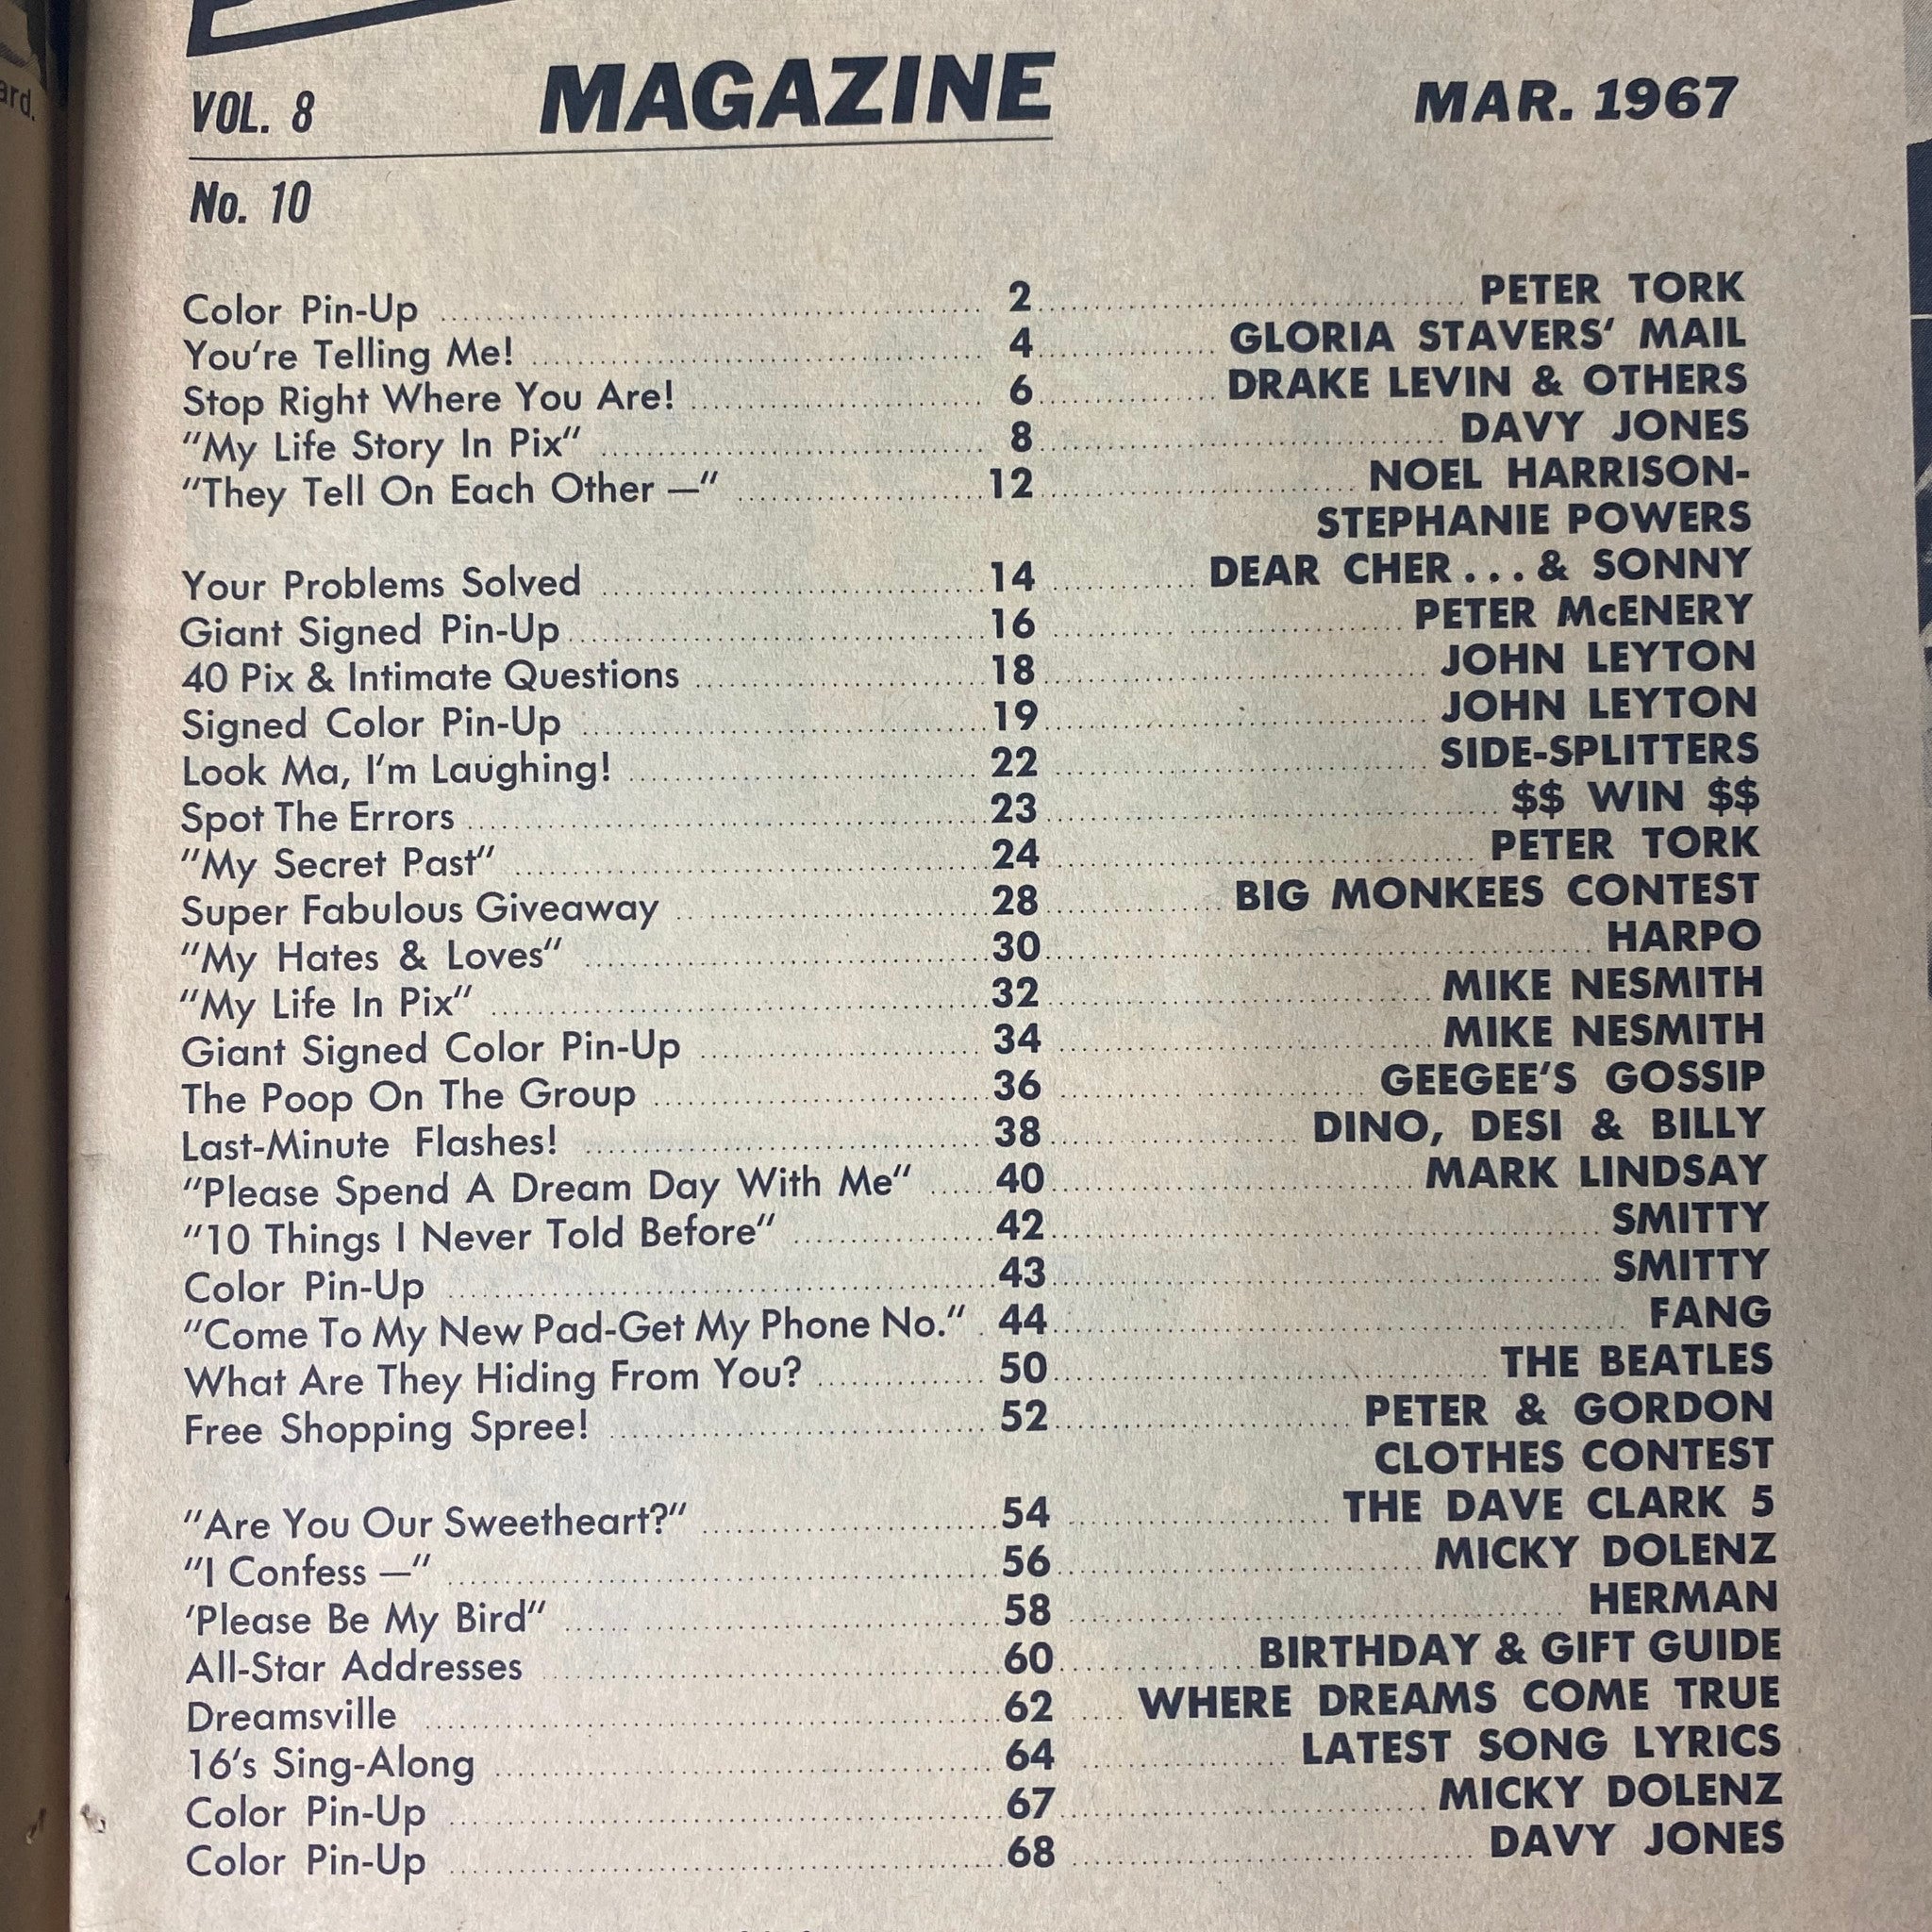 ard.
MAGAZINE
VOL. 8
MAR. 1967
No. 10
Color Pin-Up 2 PETER TORK
You're Telling Me! 4 GLORIA STAVERS' MAIL
Stop Right Where You Are! 6 DRAKE LEVIN & OTHERS
"My Life Story In Pix" 8 DAVY JONES
"They Tell On Each Other —" 12 NOEL HARRISON-
STEPHANIE POWERS
Your Problems Solved 14 DEAR CHER...& SONNY
Giant Signed Pin-Up 16 PETER McENERY
40 Pix & Intimate Questions 18 JOHN LEYTON
Signed Color Pin-Up 19 JOHN LEYTON
Look Ma, I'm Laughing! 22 SIDE-SPLITTERS
Spot The Errors 23 $$ WIN $$
"My Secret Past" 24 PETER TORK
Super Fabulous Giveaway 28 BIG MONKEES CONTEST
"My Hates & Loves" 30 HARPO
"My Life In Pix" 32 MIKE NESMITH
Giant Signed Color Pin-Up 34 MIKE NESMITH
The Poop On The Group 36 GEEGEE'S GOSSIP
Last-Minute Flashes! 38 DINO, DESI & BILLY
"Please Spend A Dream Day With Me" 40 MARK LINDSAY
"10 Things I Never Told Before" 42 SMITTY
Color Pin-Up 43 SMITTY
"Come To My New Pad-Get My Phone No." 44 FANG
What Are They Hiding From You? 50 THE BEATLES
Free Shopping Spree! 52 PETER & GORDON
CLOTHES CONTEST
"Are You Our Sweetheart?" 54 THE DAVE CLARK 5
"I Confess —" 56 MICKY DOLENZ
'Please Be My Bird" 58 HERMAN
All-Star Addresses 60 BIRTHDAY & GIFT GUIDE
Dreamsville 62 WHERE DREAMS COME TRUE
16's Sing-Along 64 LATEST SONG LYRICS
Color Pin-Up 67 MICKY DOLENZ
Color Pin-Up 68 DAVY JONES